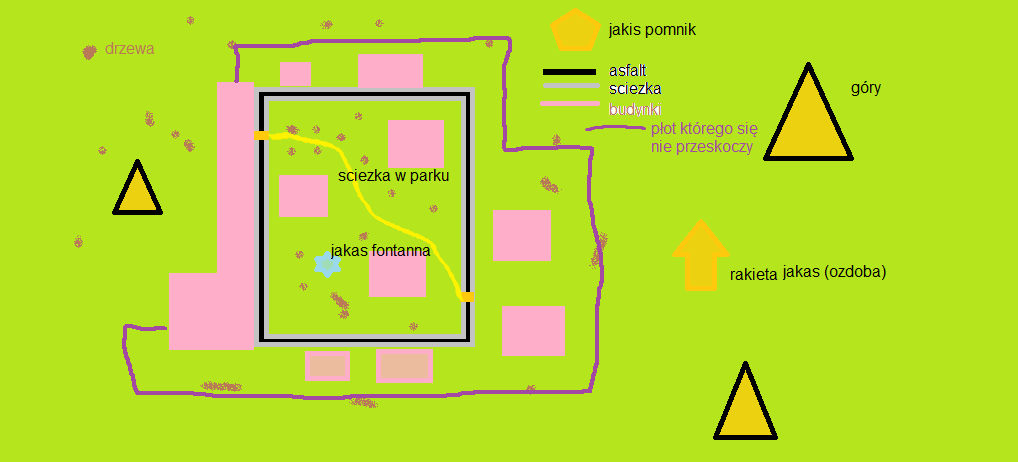 jakis pomnik
drzewa
asfalt
sciezka
góry
budynki
płot którego się
nie przeskoczy
sciezka w parku
jakas fontanna
rakieta jakas (ozdoba)